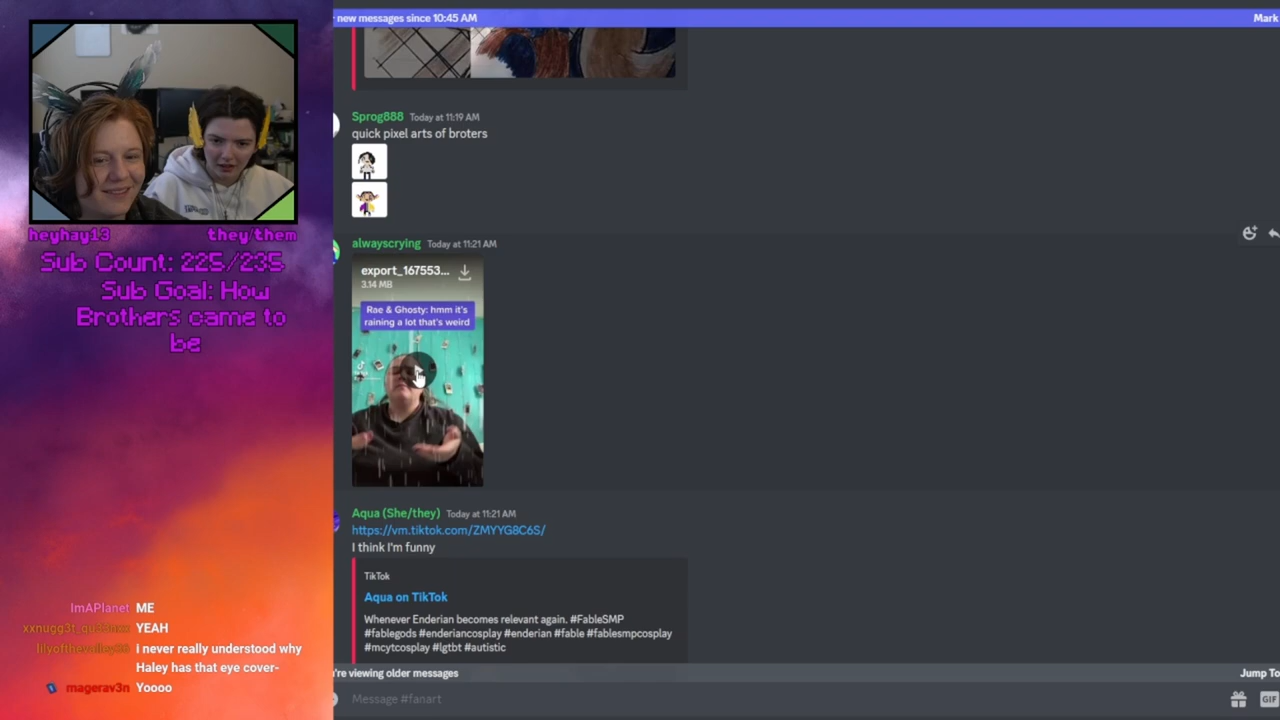 heyhay13 they/them
Sub Count: 225/235
Sub Goal: How
Brothers came to
be
ImAPlanet ME
YEAH
i never really understood why
Haley has that eye cover-
magerav3n Yoooo
new messages since 10:45 AM
Mark
Sprog888 Today at 11:19 AM
quick pixel arts of broters
alwayscrying Today at 11:21 AM
export_167553...
3.14 MB
Rae & Ghosty: hmm it's
raining a lot that's weird
Aqua (She/they) Today at 11:21 AM
https://vm.tiktok.com/ZMYYG8C6S/
I think I'm funny
TikTok
Aqua on TikTok
Whenever Enderian becomes relevant again. #FableSMP
#fablegods #enderiancosplay #enderian #fable #fablesmpcosplay
#mcytcosplay #lgtbt #autistic
're viewing older messages
Jump To
Message #fanart
GIF